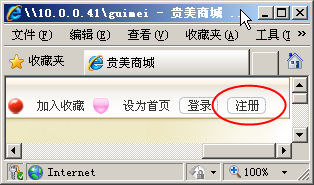 \\10.0.0.41\guimei - 贵美商城 .
文件(F) 编辑(E) 查看(V) 收藏夹(A) 工具(
收藏夹 贵美商城
加入收藏 设为首页 登录 注册
Internet 100%